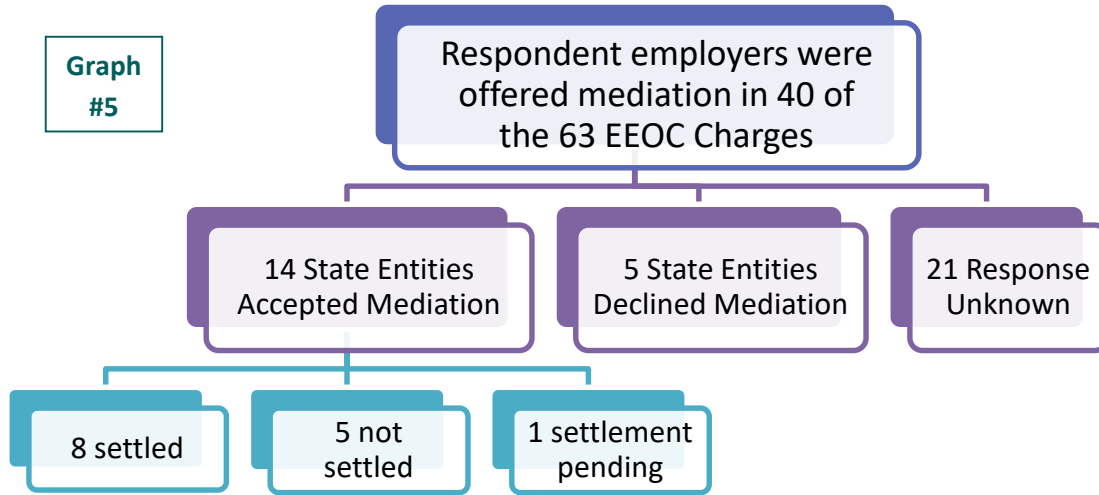 Graph
#5
Respondent employers were
offered mediation in 40 of
the 63 EEOC Charges
14 State Entities
Accepted Mediation
5 State Entities
Declined Mediation
21 Response
Unknown
8 settled
5 not
settled
1 settlement
pending